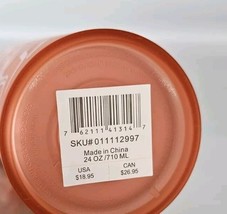 7 62111 41314 7
SKU# 011112997
Made in China
24 OZ/710 ML
USA CAN
$18.95 $26.95